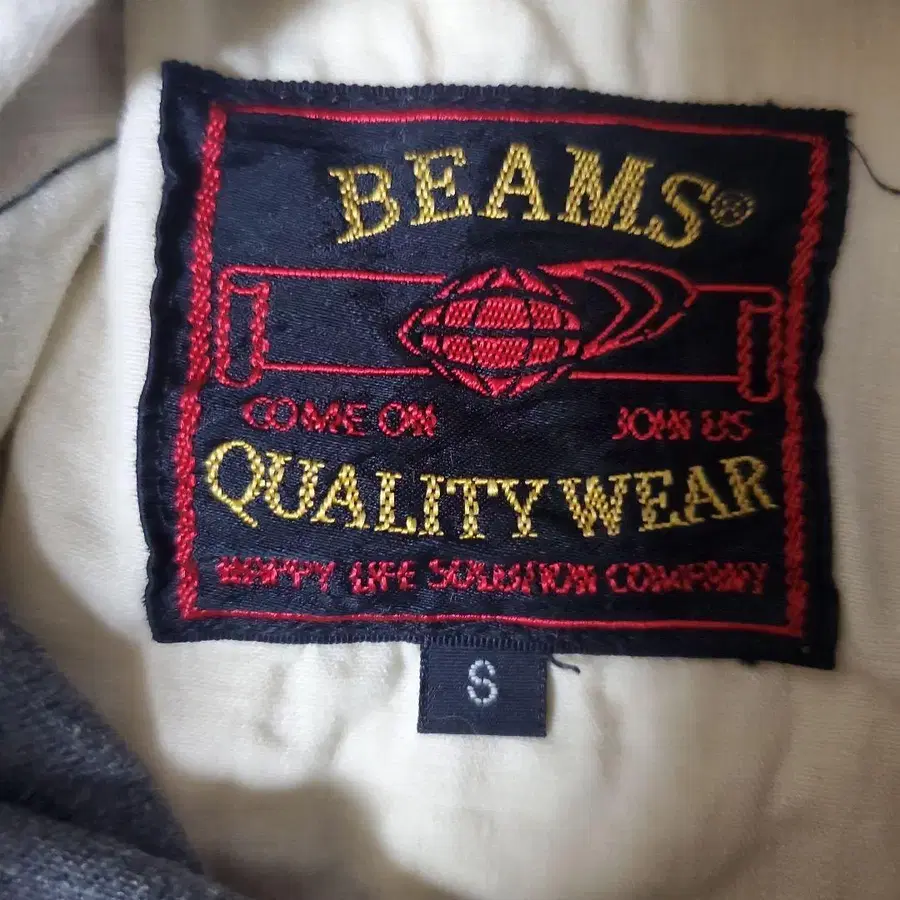 BEAMS®
COME ON JOIN US
QUALITY WEAR
HAPPY LIFE SOLUTION COMPANY
S